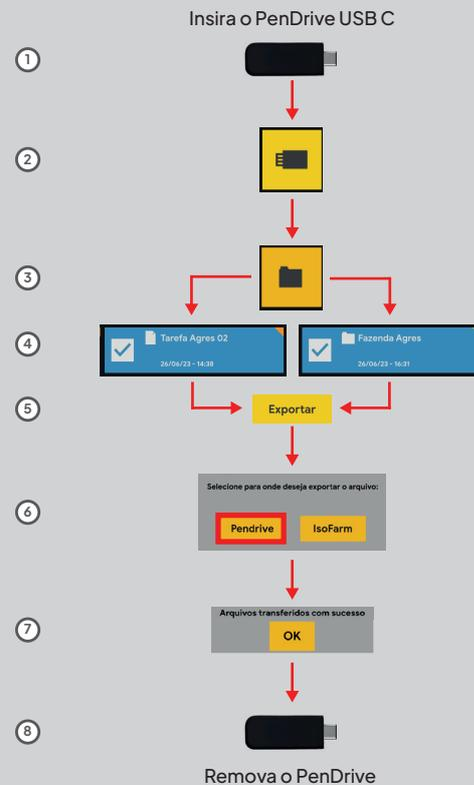 Insira o PenDrive USB C
1
2
3
4
Tarefa Agres 02
26/06/23 - 14:38
Fazenda Agres
26/06/23 - 16:31
5
Exportar
6
Selecione para onde deseja exportar o arquivo:
Pendrive
IsoFarm
7
Arquivos transferidos com sucesso
OK
8
Remova o PenDrive